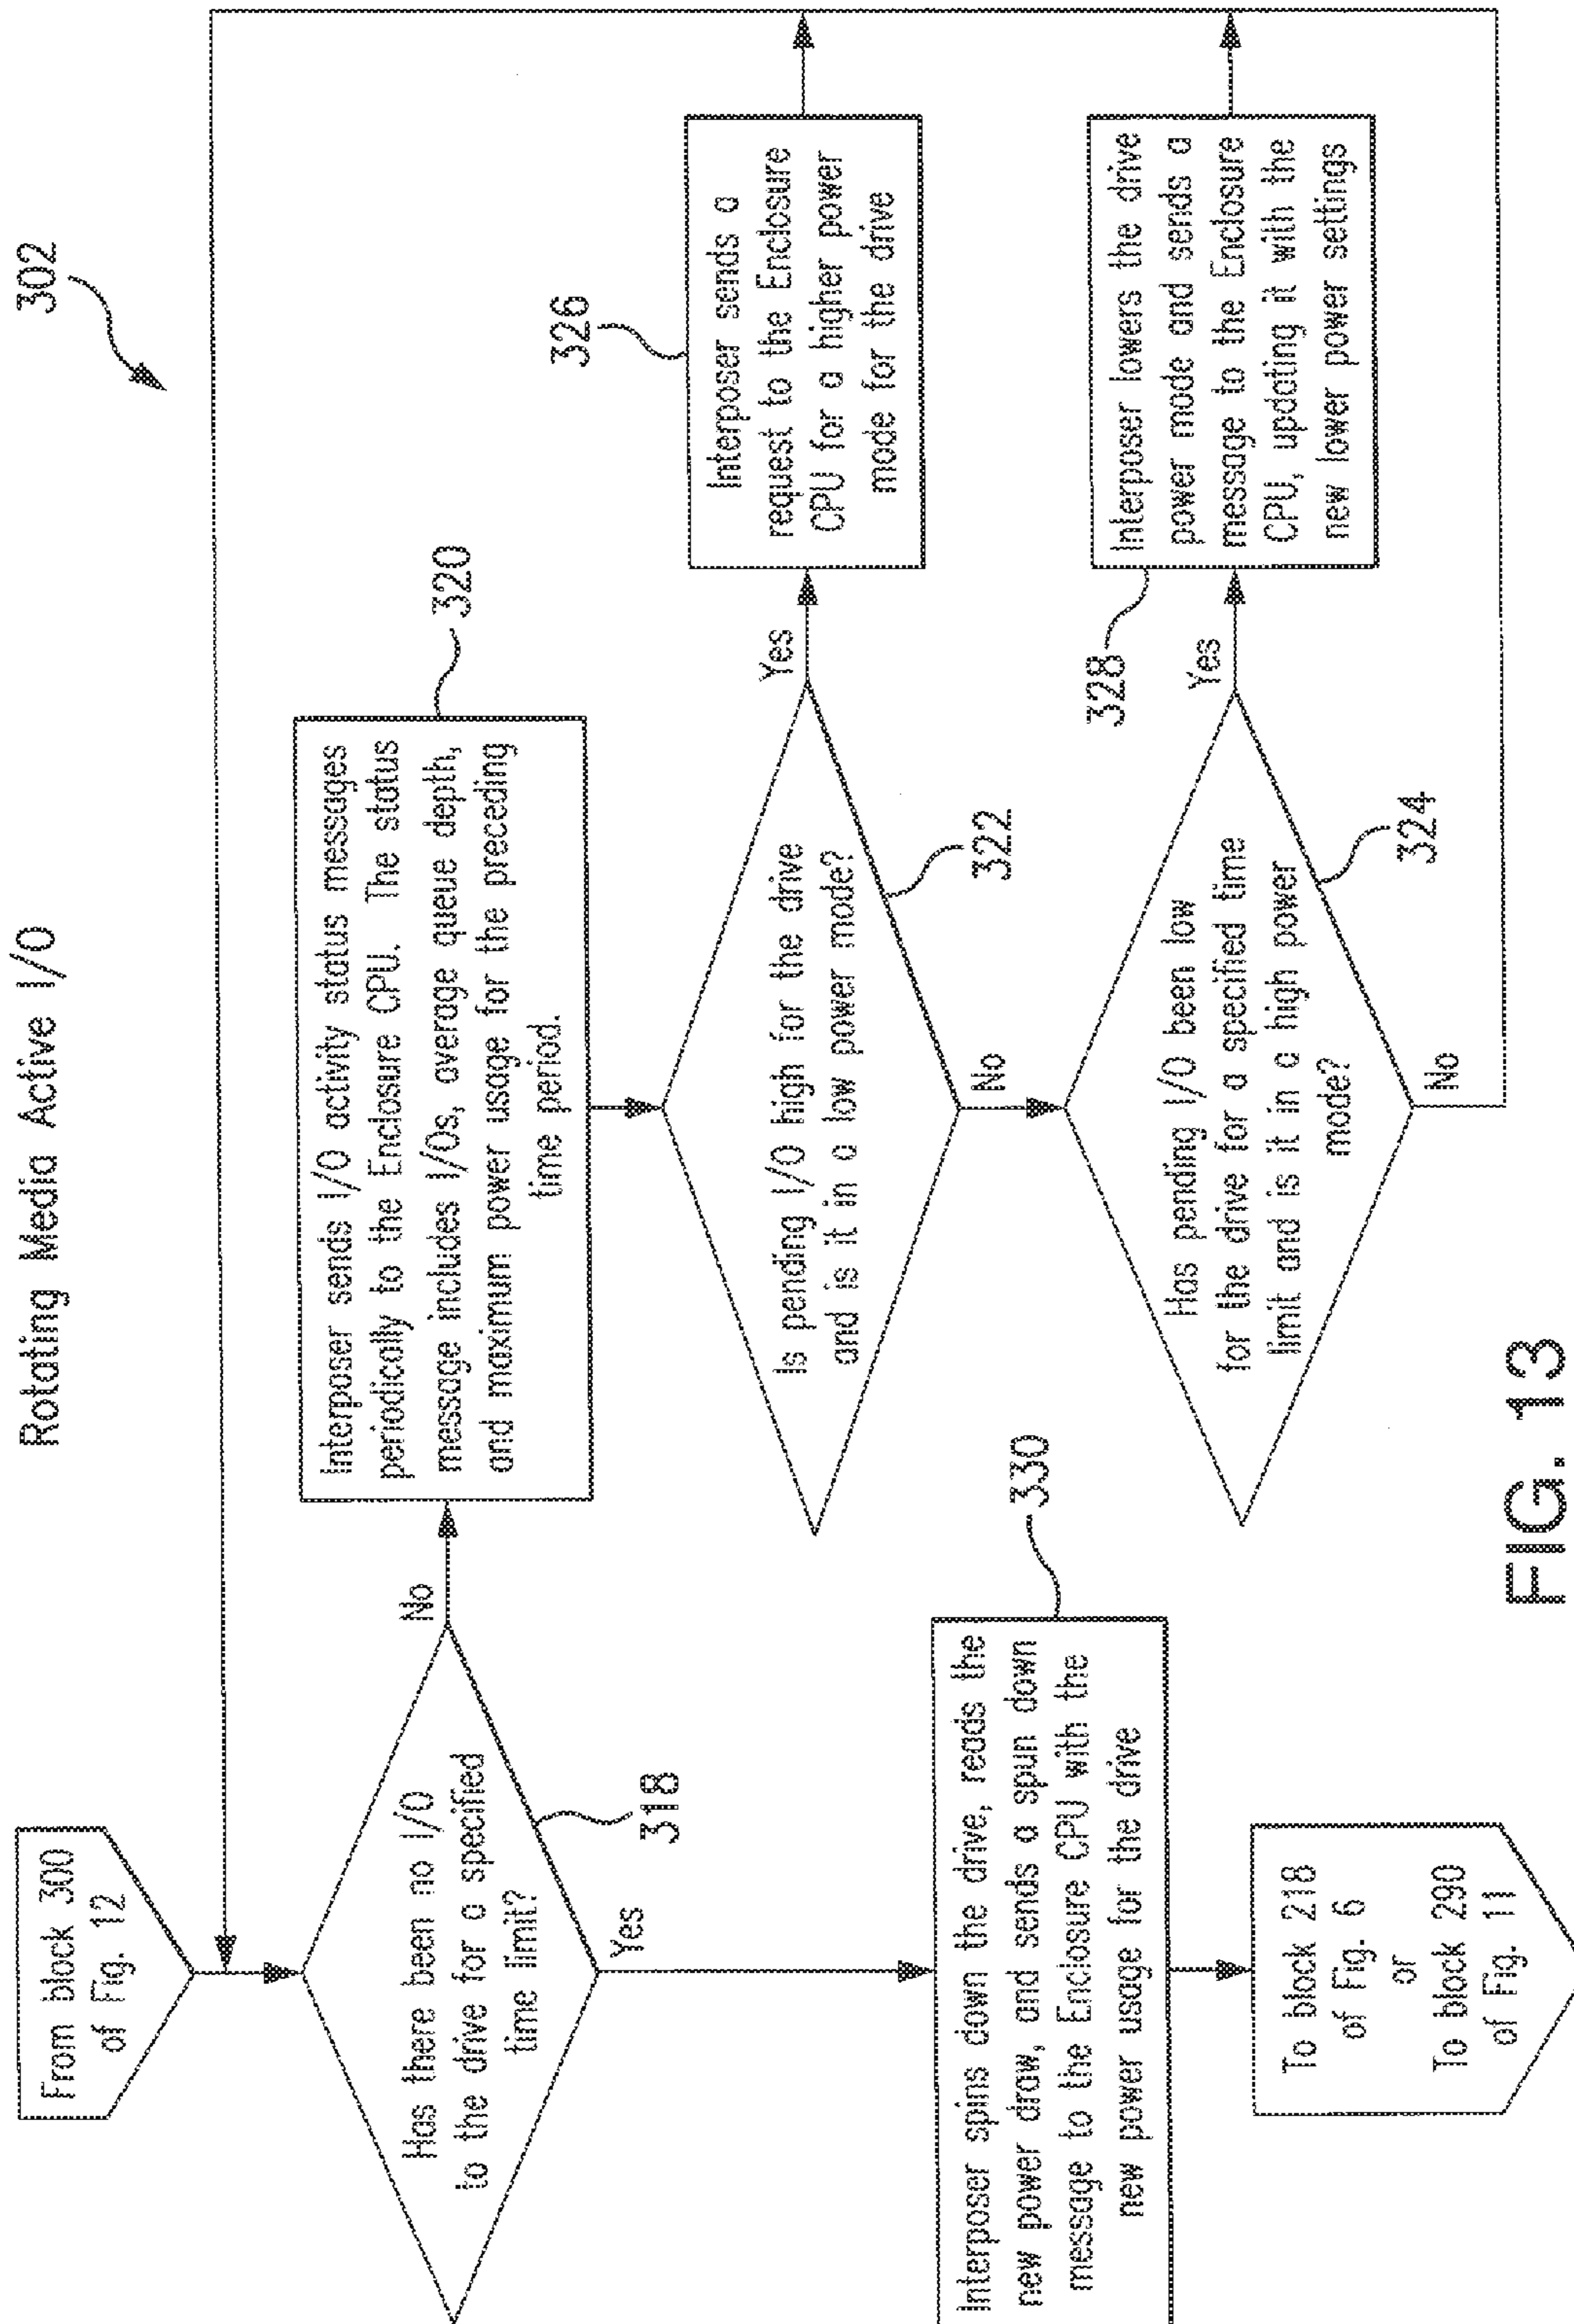 Rotating Media Active I/O
302
From block 300
of Fig. 12
Has there been no I/O
to the drive for a specified
time limit?
318
No
Yes
Interposer sends I/O activity status messages
periodically to the Enclosure CPU. The status
message includes I/Os, average queue depth,
and maximum power usage for the preceding
time period.
320
Is pending I/O high for the drive
and is it in a low power mode?
322
Yes
No
Interposer sends a
request to the Enclosure
CPU for a higher power
mode for the drive
326
Has pending I/O been low
for the drive for a specified time
limit and is it in a high power
mode?
324
Yes
No
Interposer lowers the drive
power mode and sends a
message to the Enclosure
CPU, updating it with the
new lower power settings
328
Interposer spins down the drive, reads the
new power draw, and sends a spun down
message to the Enclosure CPU with the
new power usage for the drive
330
To block 218
of Fig. 6
or
To block 290
of Fig. 11
FIG. 13